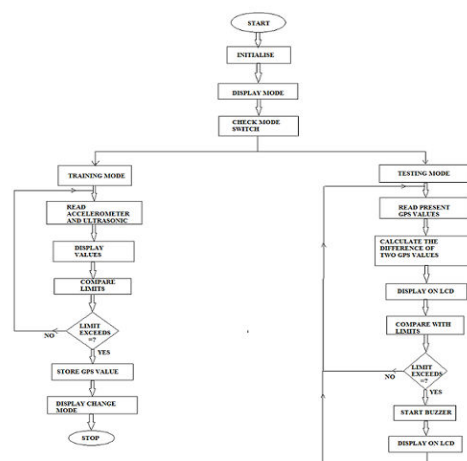 START
INITIALISE
DISPLAY MODE
CHECK MODE
SWITCH
TRAINING MODE
READ
ACCELEROMETER
AND ULTRASONIC
DISPLAY
VALUES
COMPARE
LIMITS
LIMIT
EXCEEDS
=?
NO
YES
STORE GPS VALUE
DISPLAY CHANGE
MODE
STOP
TESTING MODE
READ PRESENT
GPS VALUES
CALCULATE THE
DIFFERENCE OF
TWO GPS VALUES
DISPLAY ON LCD
COMPARE WITH
LIMITS
LIMIT
EXCEEDS
=?
NO
YES
START BUZZER
DISPLAY ON LCD